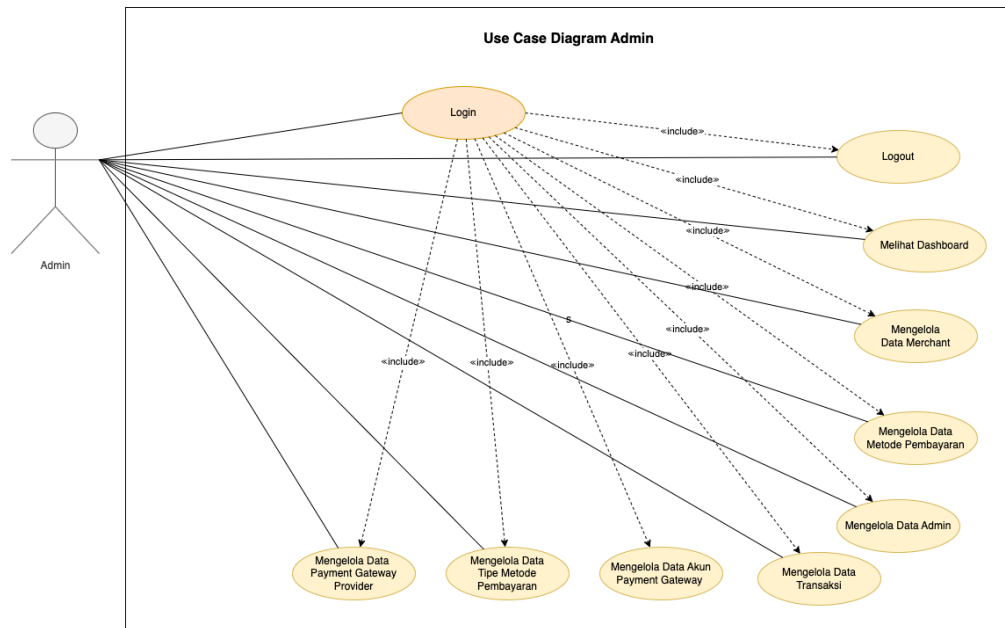 Use Case Diagram Admin
Login
«include»
Logout
«include»
Melihat Dashboard
Admin
«include»
Mengelola
Data Merchant
«include»
s
«include»
«include»
«include»
«include»
«include»
Mengelola Data
Metode Pembayaran
Mengelola Data Admin
Mengelola Data
Payment Gateway
Provider
Mengelola Data
Tipe Metode
Pembayaran
Mengelola Data Akun
Payment Gateway
Mengelola Data
Transaksi